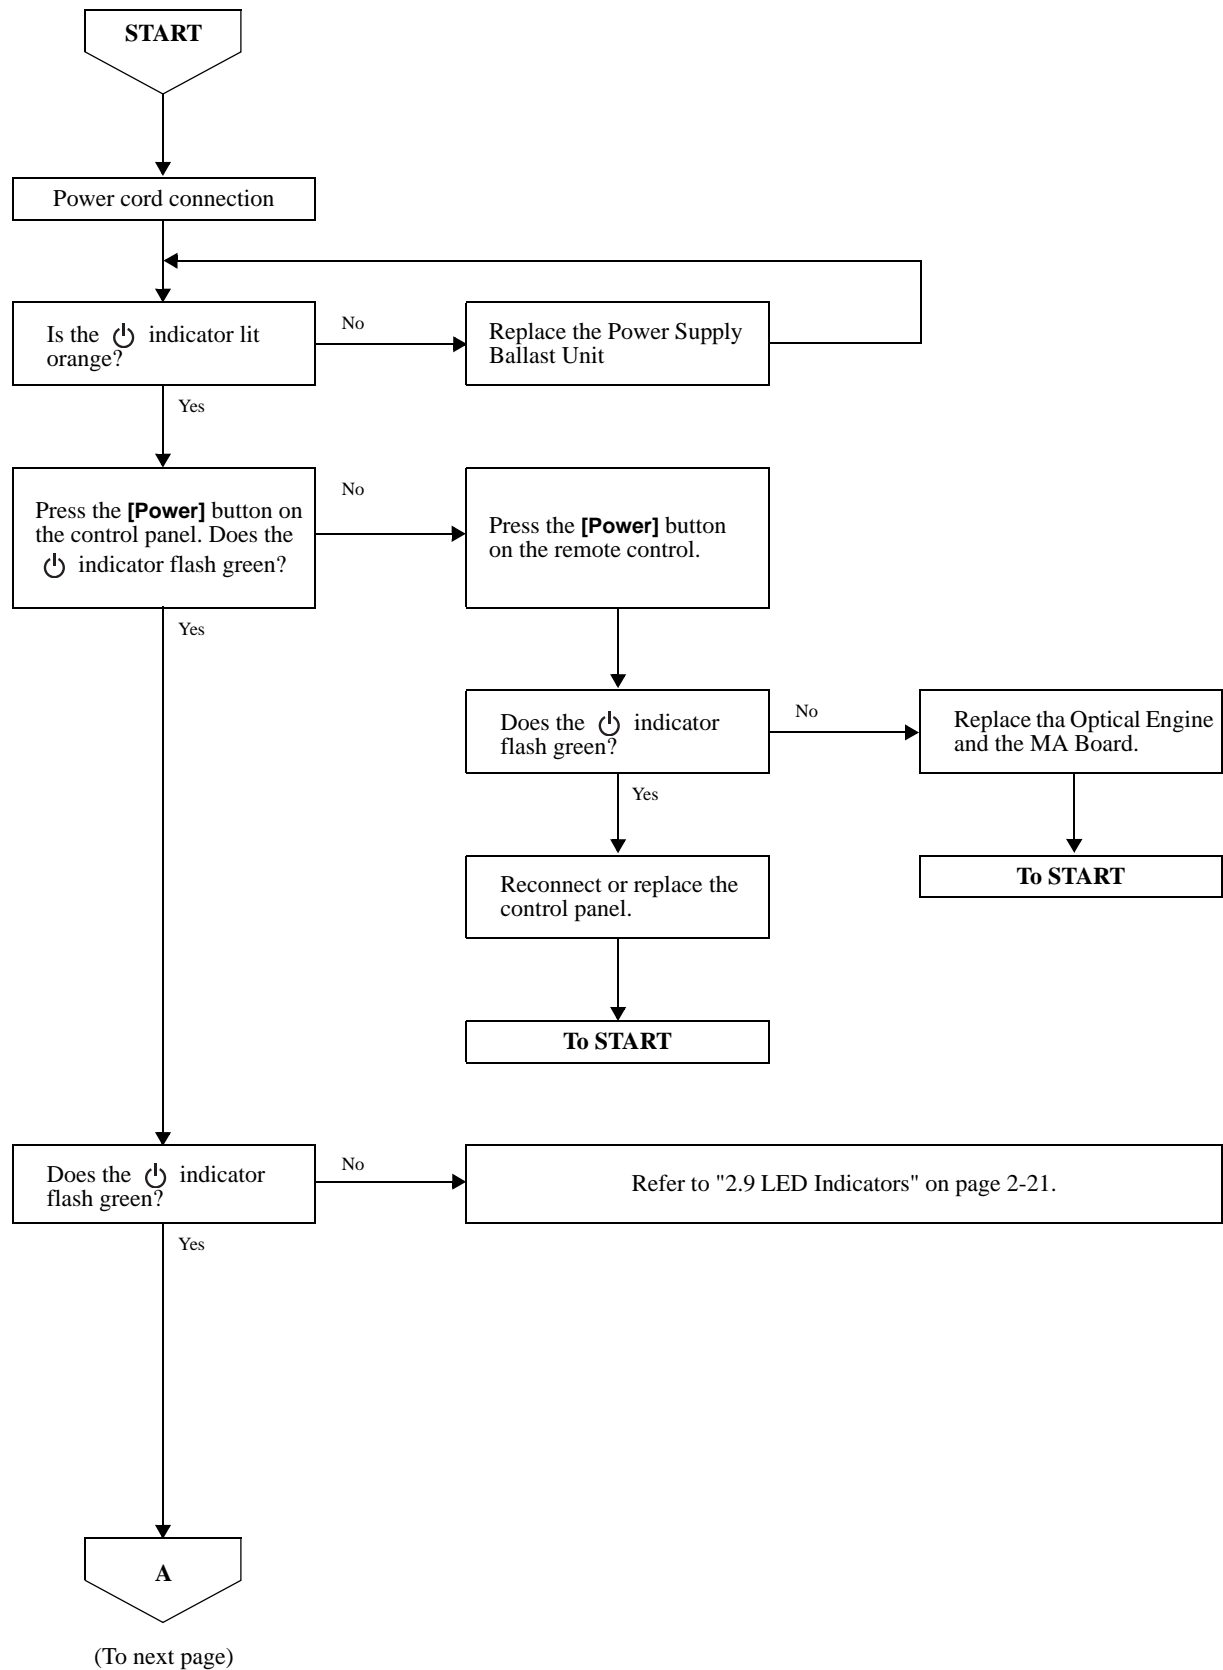 START
Power cord connection
Is the indicator lit
orange?
No
Replace the Power Supply
Ballast Unit
Yes
Press the [Power] button on
the control panel. Does the
indicator flash green?
No
Press the [Power] button
on the remote control.
Yes
Does the indicator
flash green?
No
Replace tha Optical Engine
and the MA Board.
Yes
To START
Reconnect or replace the
control panel.
To START
Does the indicator
flash green?
No
Refer to "2.9 LED Indicators" on page 2-21.
Yes
A
(To next page)